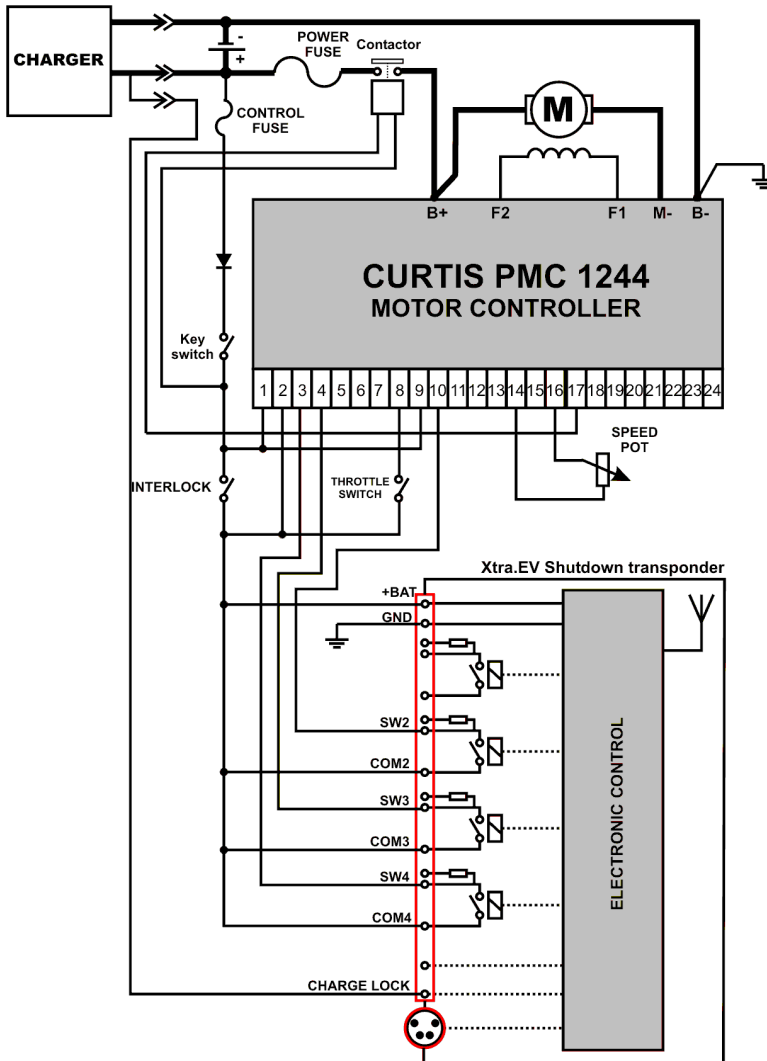 CHARGER
-
+
POWER
FUSE
Contactor
CONTROL
FUSE
M
B+ F2 F1 M- B-
CURTIS PMC 1244
MOTOR CONTROLLER
Key
switch
1 2 3 4 5 6 7 8 9 10 11 12 13 14 15 16 17 18 19 20 21 22 23 24
SPEED
POT
INTERLOCK
THROTTLE
SWITCH
Xtra.EV Shutdown transponder
+BAT
GND
SW2
COM2
SW3
COM3
SW4
COM4
CHARGE LOCK
ELECTRONIC CONTROL